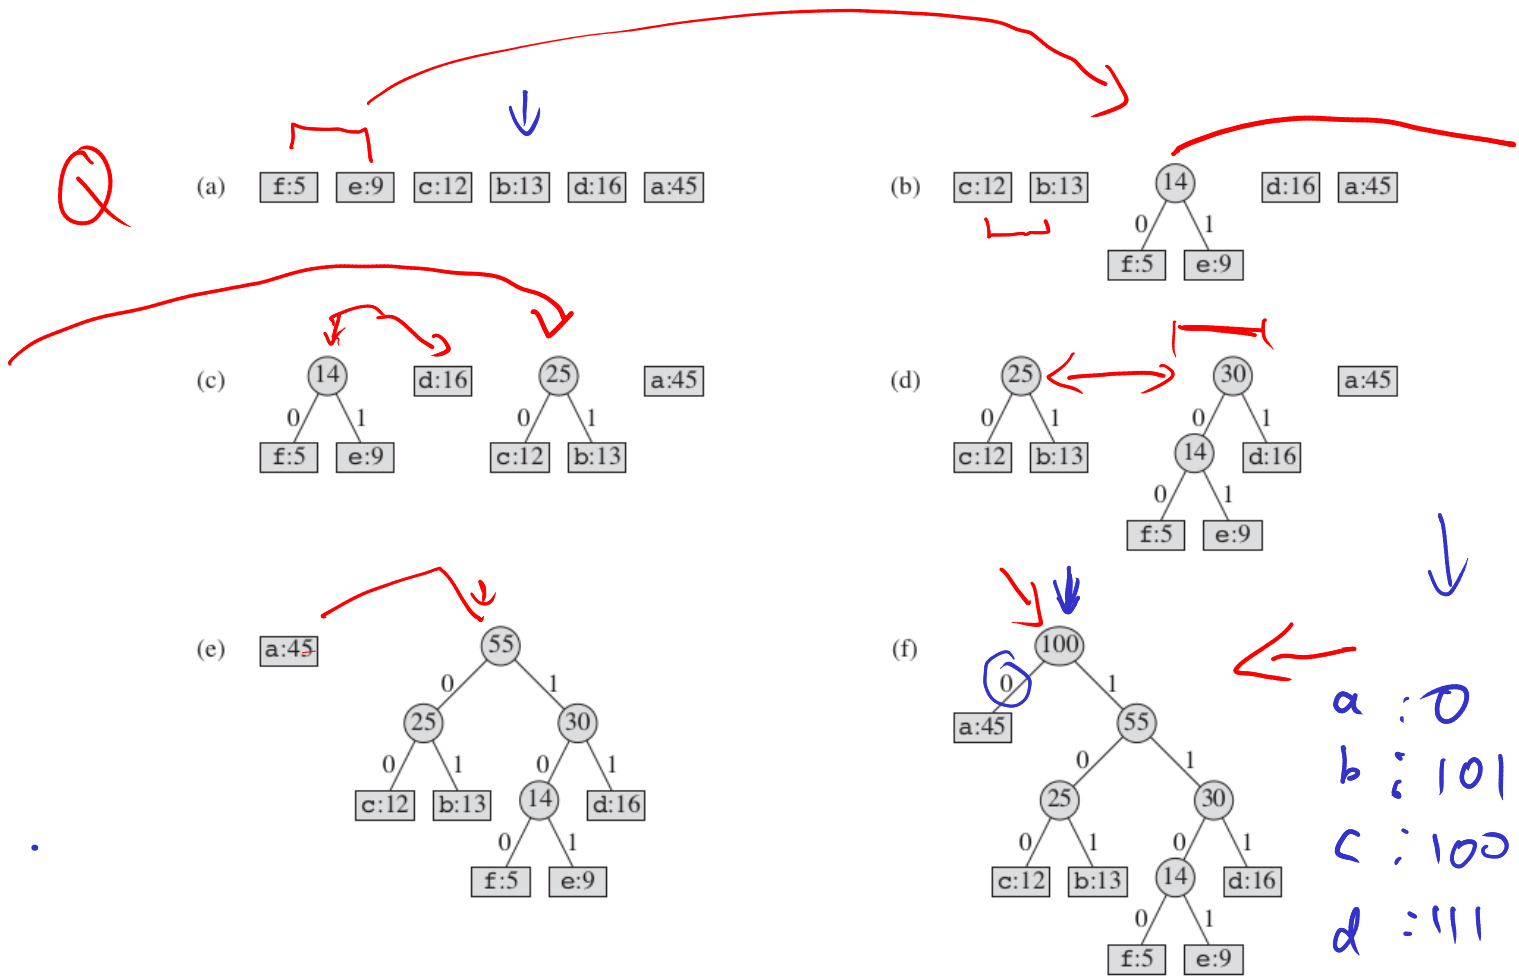 Q
(a) f:5 e:9 c:12 b:13 d:16 a:45
(b) c:12 b:13 14 d:16 a:45
0 1
f:5 e:9
(c) 14 d:16 25 a:45
0 1 0 1
f:5 e:9 c:12 b:13
(d) 25 30 a:45
0 1 0 1
c:12 b:13 14 d:16
0 1
f:5 e:9
(e) a:45 55
0 1
25 30
0 1 0 1
c:12 b:13 14 d:16
0 1
f:5 e:9
(f) 100
0 1
a:45 55
0 1
25 30
0 1 0 1
c:12 b:13 14 d:16
0 1
f:5 e:9
a : 0
b : 101
c : 100
d : 111